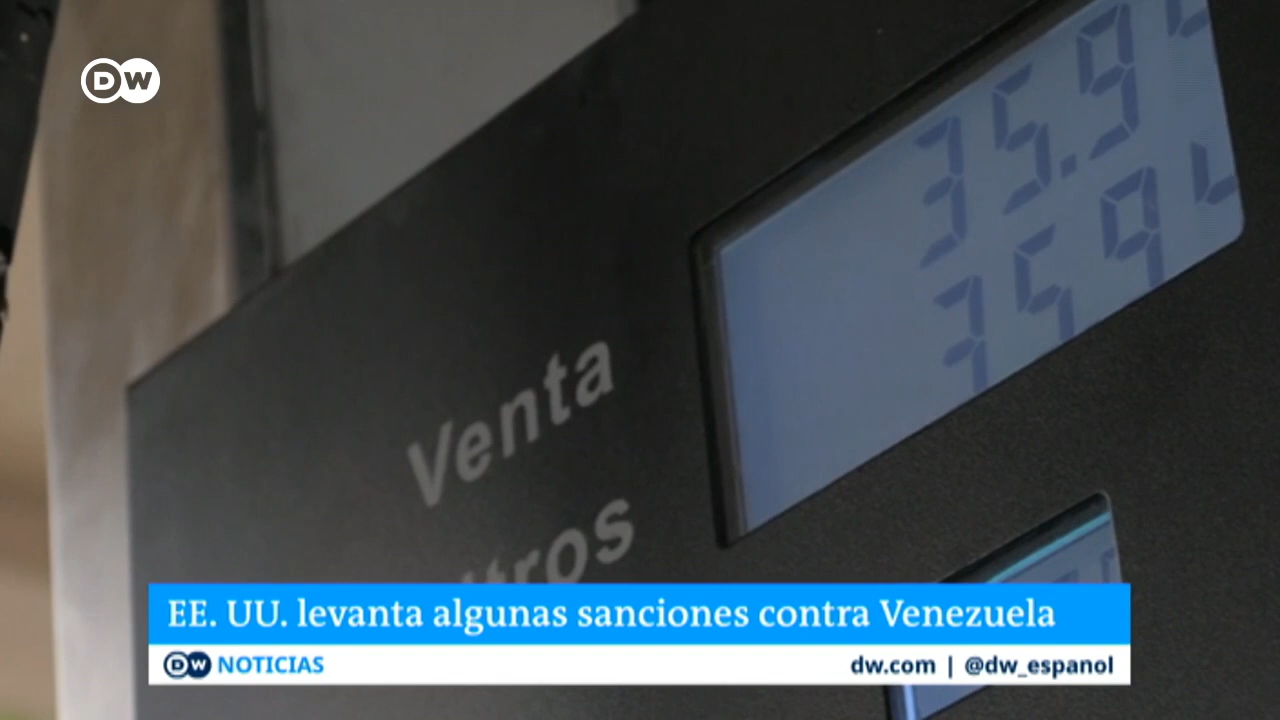 DW
35.9
35.9
Venta
EE. UU. levanta algunas sanciones contra Venezuela
DW NOTICIAS
dw.com | @dw_espanol